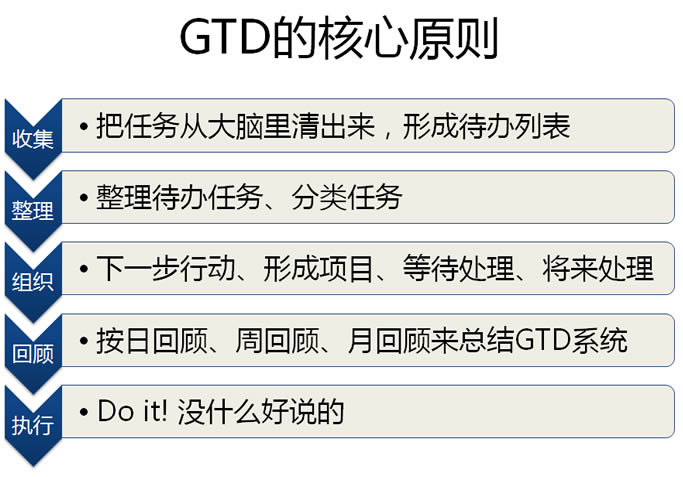 GTD的核心原则
收集
• 把任务从大脑里清出来，形成待办列表
整理
• 整理待办任务、分类任务
组织
• 下一步行动、形成项目、等待处理、将来处理
回顾
• 按日回顾、周回顾、月回顾来总结GTD系统
执行
• Do it! 没什么好说的